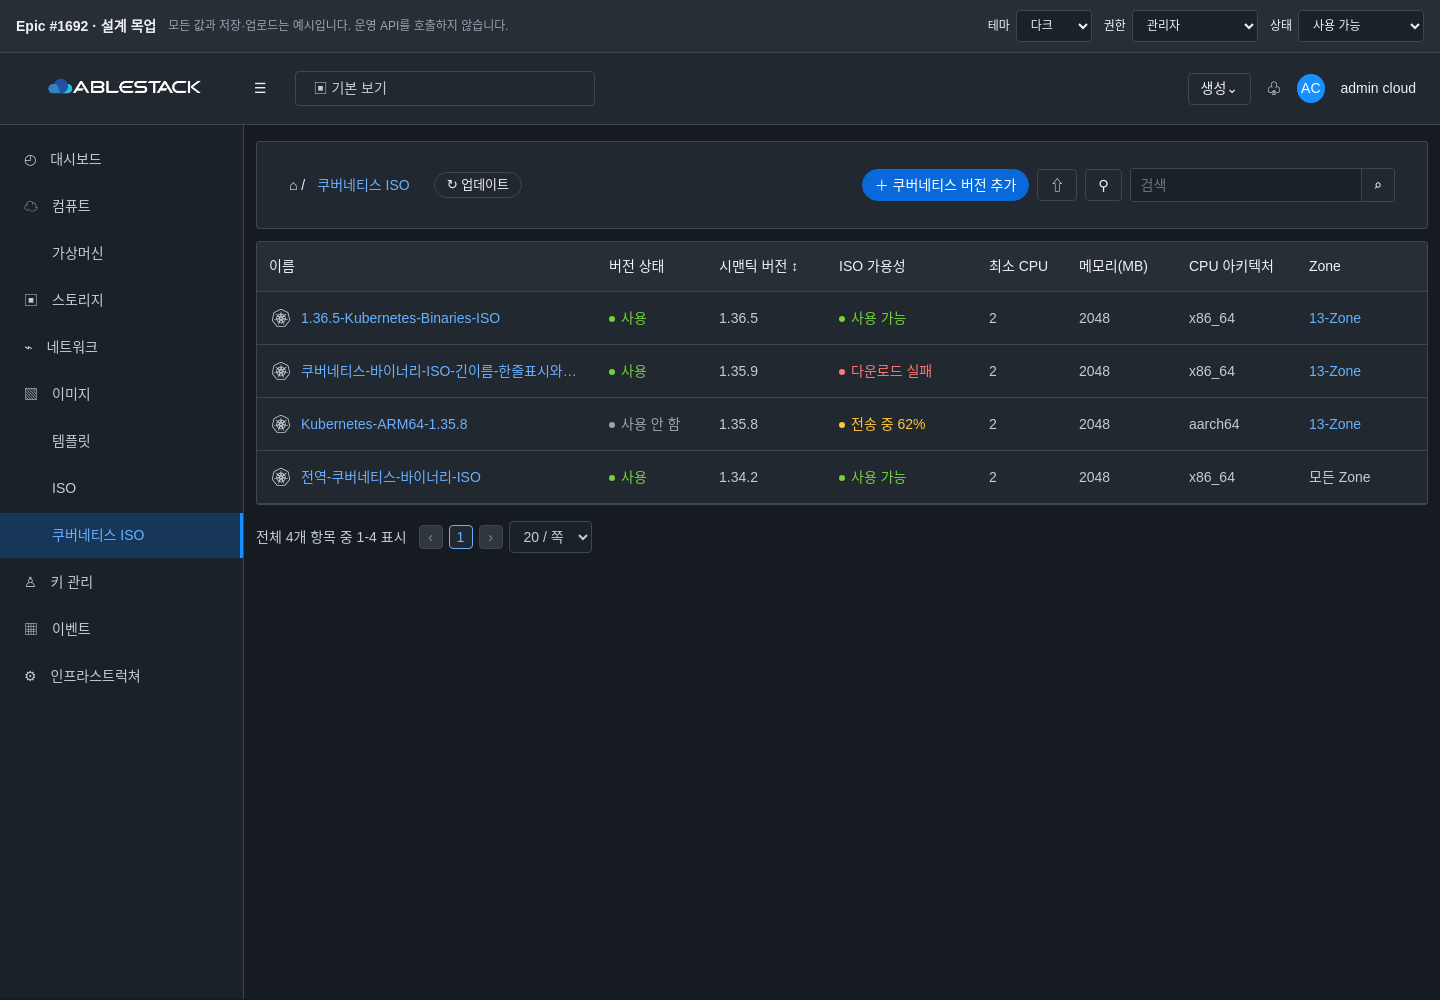 Epic #1692 · 설계 목업 모든 값과 저장·업로드는 예시입니다. 운영 API를 호출하지 않습니다. 테마 다크 권한 관리자 상태 사용 가능
ABLESTACK ☰ ▣ 기본 보기 생성⌄ AC admin cloud
대시보드
컴퓨트
가상머신
스토리지
네트워크
이미지
템플릿
ISO
쿠버네티스 ISO
키 관리
이벤트
인프라스트럭쳐
⌂ / 쿠버네티스 ISO ↻ 업데이트 + 쿠버네티스 버전 추가 검색
이름 버전 상태 시맨틱 버전 ↕ ISO 가용성 최소 CPU 메모리(MB) CPU 아키텍처 Zone
1.36.5-Kubernetes-Binaries-ISO 사용 1.36.5 사용 가능 2 2048 x86_64 13-Zone
쿠버네티스-바이너리-ISO-긴이름-한줄표시와… 사용 1.35.9 다운로드 실패 2 2048 x86_64 13-Zone
Kubernetes-ARM64-1.35.8 사용 안 함 1.35.8 전송 중 62% 2 2048 aarch64 13-Zone
전역-쿠버네티스-바이너리-ISO 사용 1.34.2 사용 가능 2 2048 x86_64 모든 Zone
전체 4개 항목 중 1-4 표시 ‹ 1 › 20 / 쪽